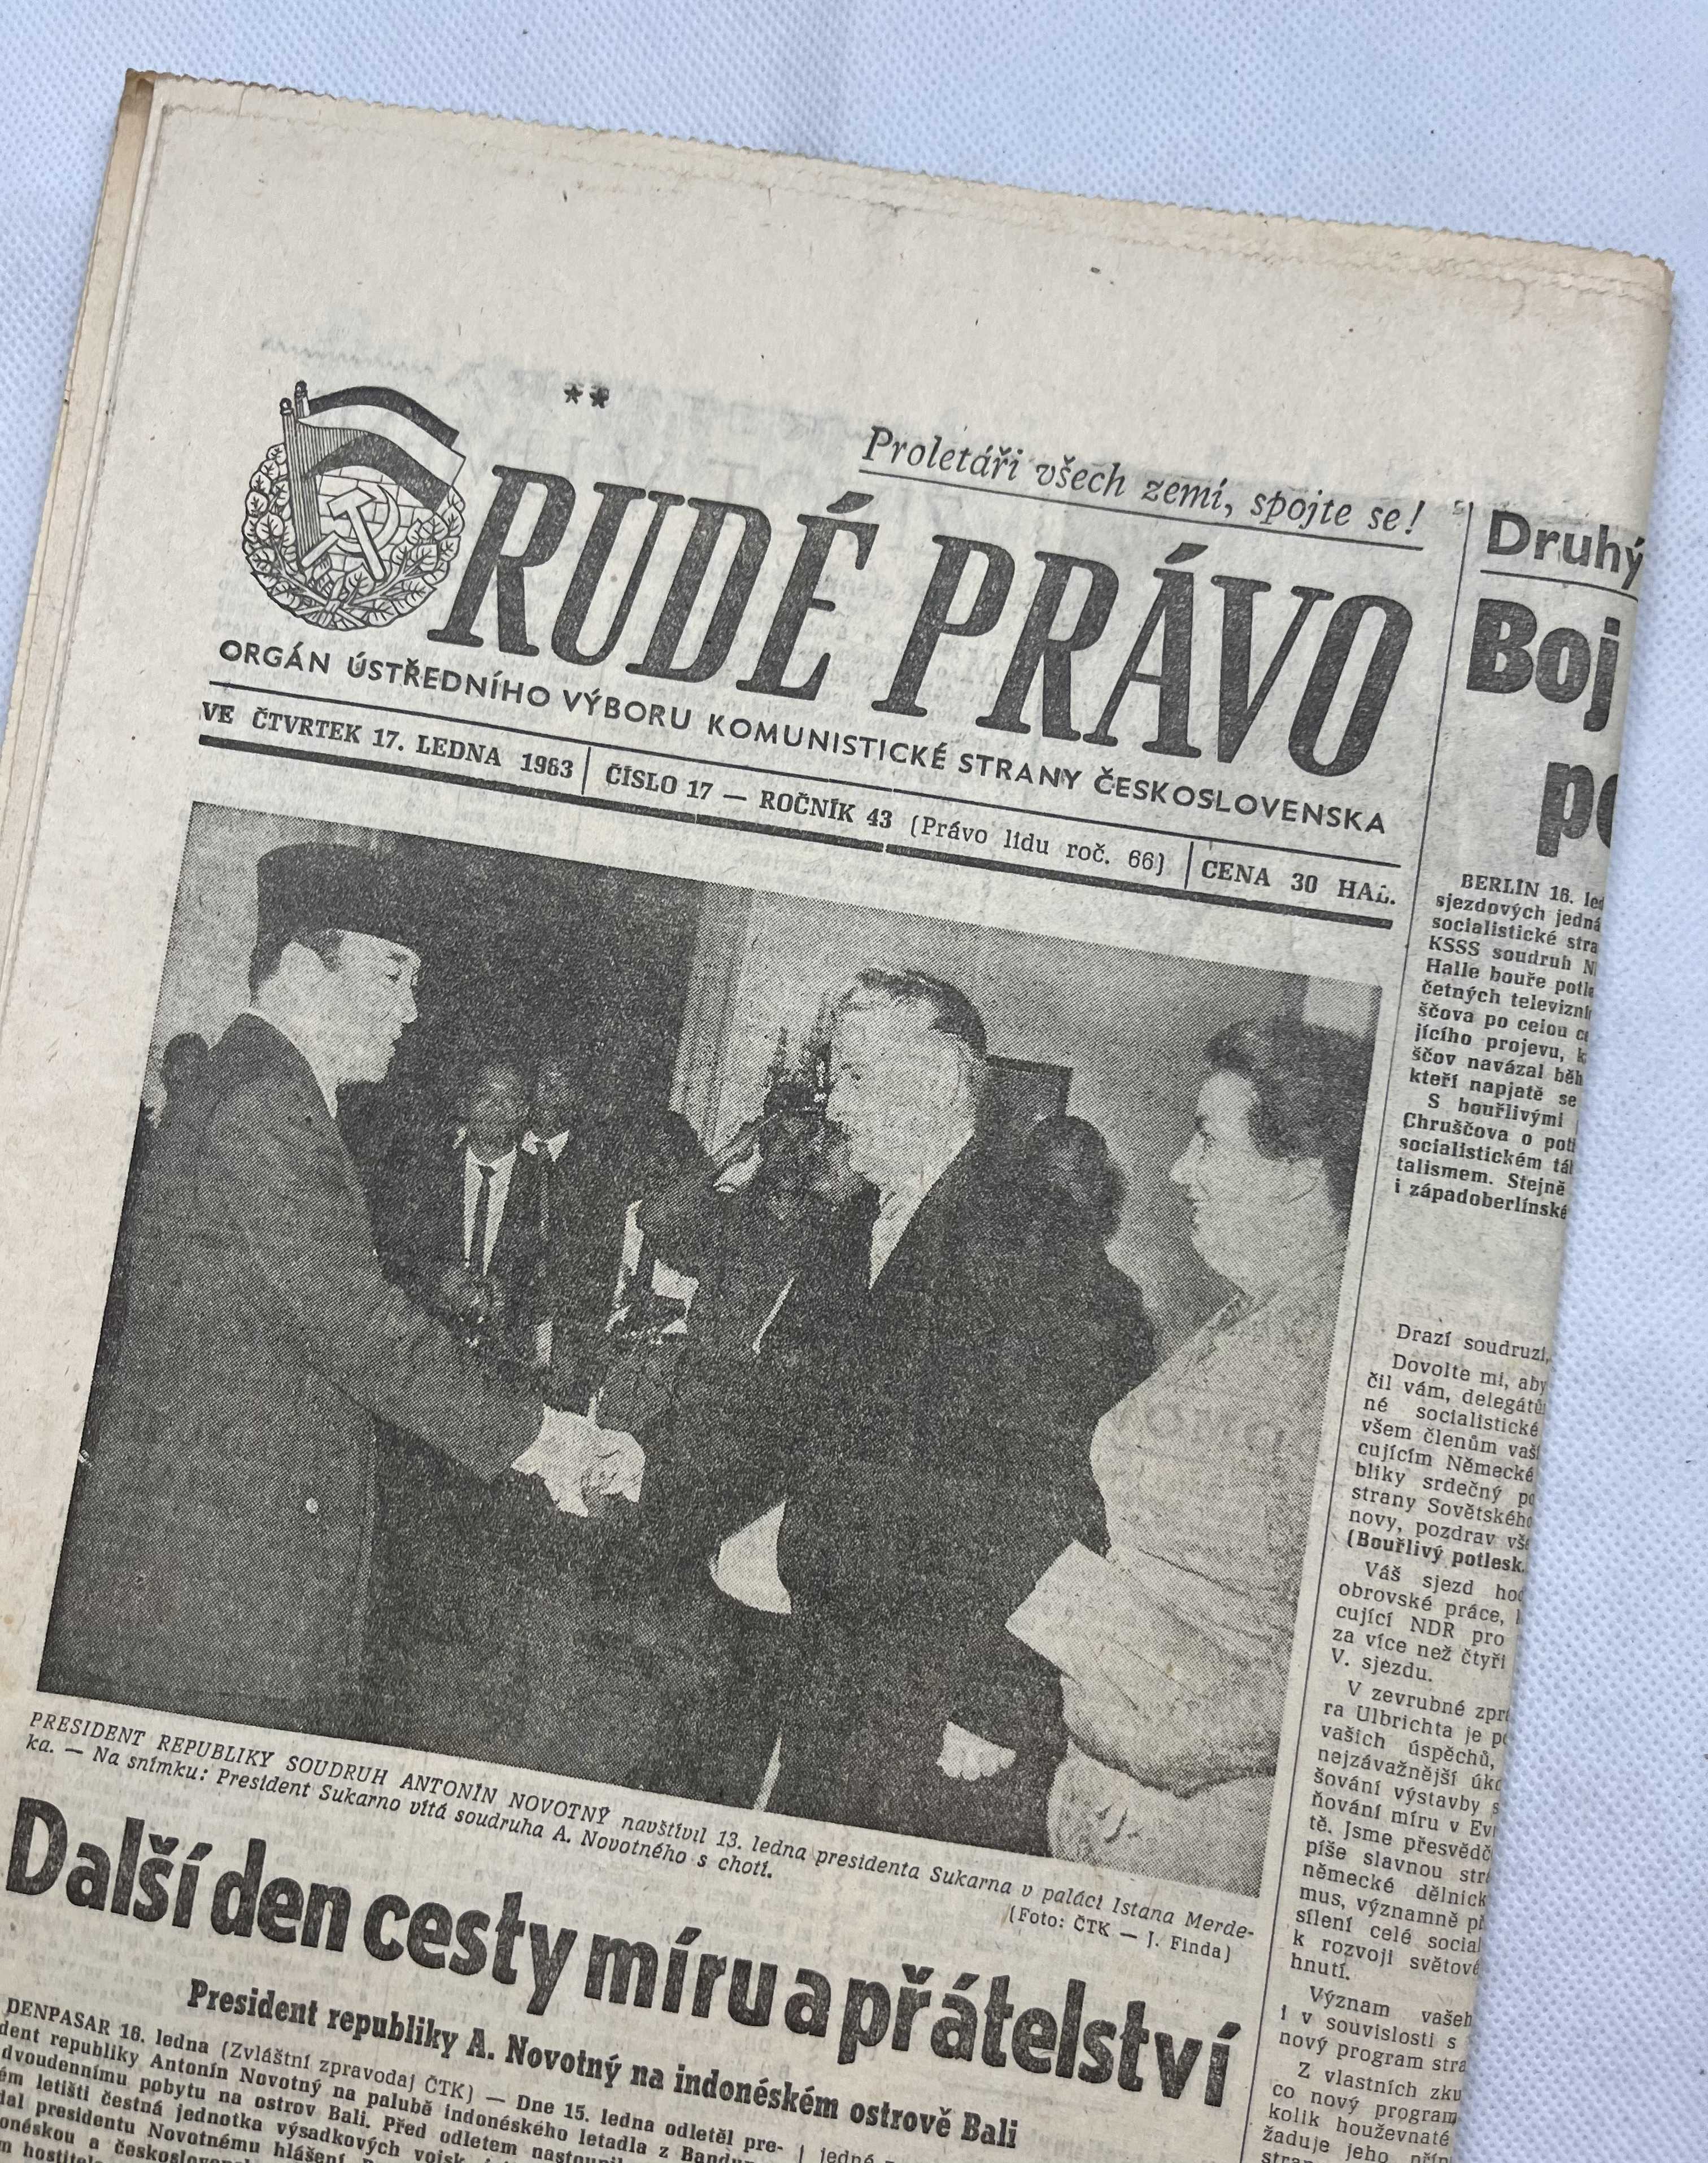 **
Proletáři všech zemí, spojte se!
RUDÉ PRÁVO
ORGÁN ÚSTŘEDNÍHO VÝBORU KOMUNISTICKÉ STRANY ČESKOSLOVENSKA
VE ČTVRTEK 17. LEDNA 1963 ČÍSLO 17 — ROČNÍK 43 (Právo lidu roč. 66) CENA 30 HAL.
PRESIDENT REPUBLIKY SOUDRUH ANTONÍN NOVOTNÝ navštívil 13. ledna presidenta Sukarna v paláci Istana Merde-
ka. — Na snímku: President Sukarno vítá soudruha A. Novotného s chotí.
(Foto: ČTK — J. Finda)
Další den cesty míru a přátelství
President republiky A. Novotný na indonéském ostrově Bali
DENPASAR 16. ledna (Zvláštní zpravodaj ČTK) — Dne 15. ledna odletěl pre-
dent republiky Antonín Novotný na palubě indonéského letadla z
dvoudennímu pobytu na ostrov Bali. Před odletem
letišti čestná jednotka výsadkových vojsk
presidentu Novotnému hlášení
a
jedné
Druhý
Boj
BERLÍN 16.
sjezdových
socialistické
KSSS soudruh
Halle bouře
četných
ščova po celou
jícího projevu,
ščov navázal
kteří napjatě se
S bouřlivými
Chruščova o
socialistickém
talismem. Stejně
i
Drazí soudruzi,
Dovolte mi, aby
čil vám,
né socialistické
všem členům
cujícím
bliky srdečný
strany
novy, pozdrav
(Bouřlivý potlesk.
Váš sjezd
obrovské práce,
cující NDR pro
za více než čtyři
V. sjezdu.
V zevrubné
ra Ulbrichta je
vašich úspěchů,
nejzávažnější
šování výstavby
ňování míru v
tě. Jsme
píše slavnou
německé
mus, významně
sílení celé
k rozvoji
hnutí.
Význam
i v souvislosti s
nový program
Z vlastních
co nový program
kolik houževnaté
žaduje jeho